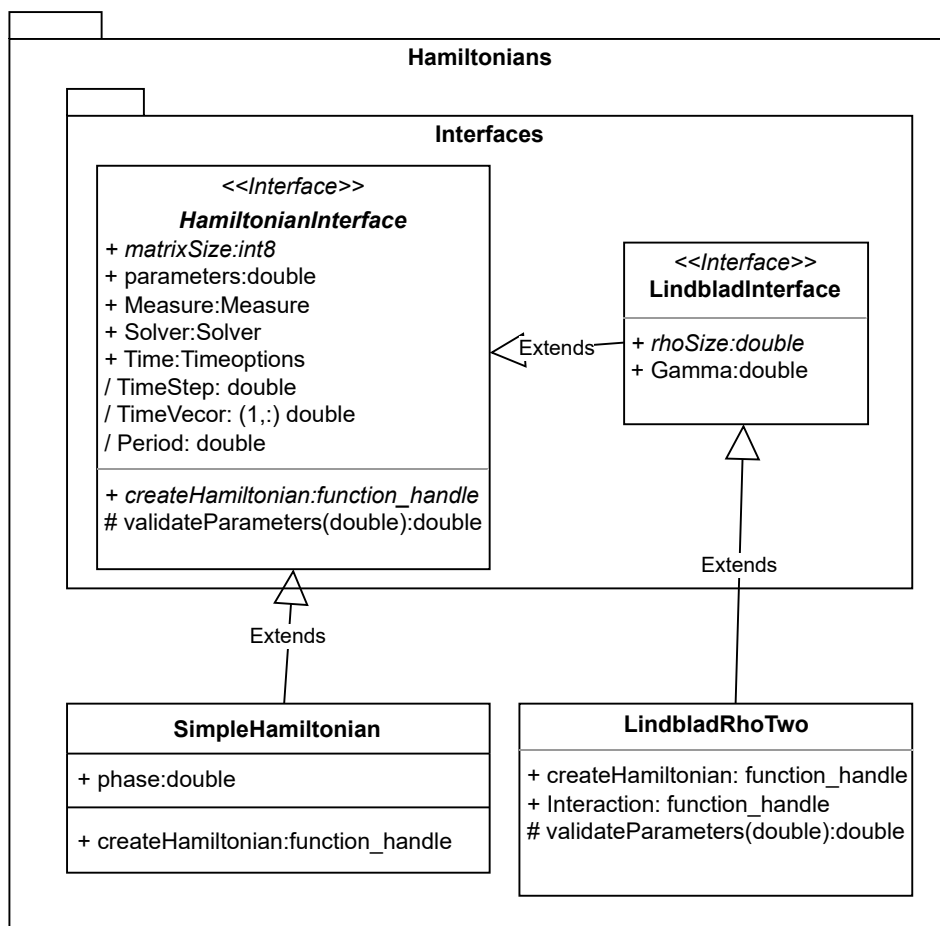 Hamiltonians
Interfaces
<<Interface>>
HamiltonianInterface
+ matrixSize:int8
+ parameters:double
+ Measure:Measure
+ Solver:Solver
+ Time:Timeoptions
/ TimeStep: double
/ TimeVecor: (1,:) double
/ Period: double
+ createHamiltonian:function_handle
# validateParameters(double):double
<<Interface>>
LindbladInterface
+ rhoSize:double
+ Gamma:double
Extends
Extends
Extends
SimpleHamiltonian
+ phase:double
+ createHamiltonian:function_handle
LindbladRhoTwo
+ createHamiltonian: function_handle
+ Interaction: function_handle
# validateParameters(double):double